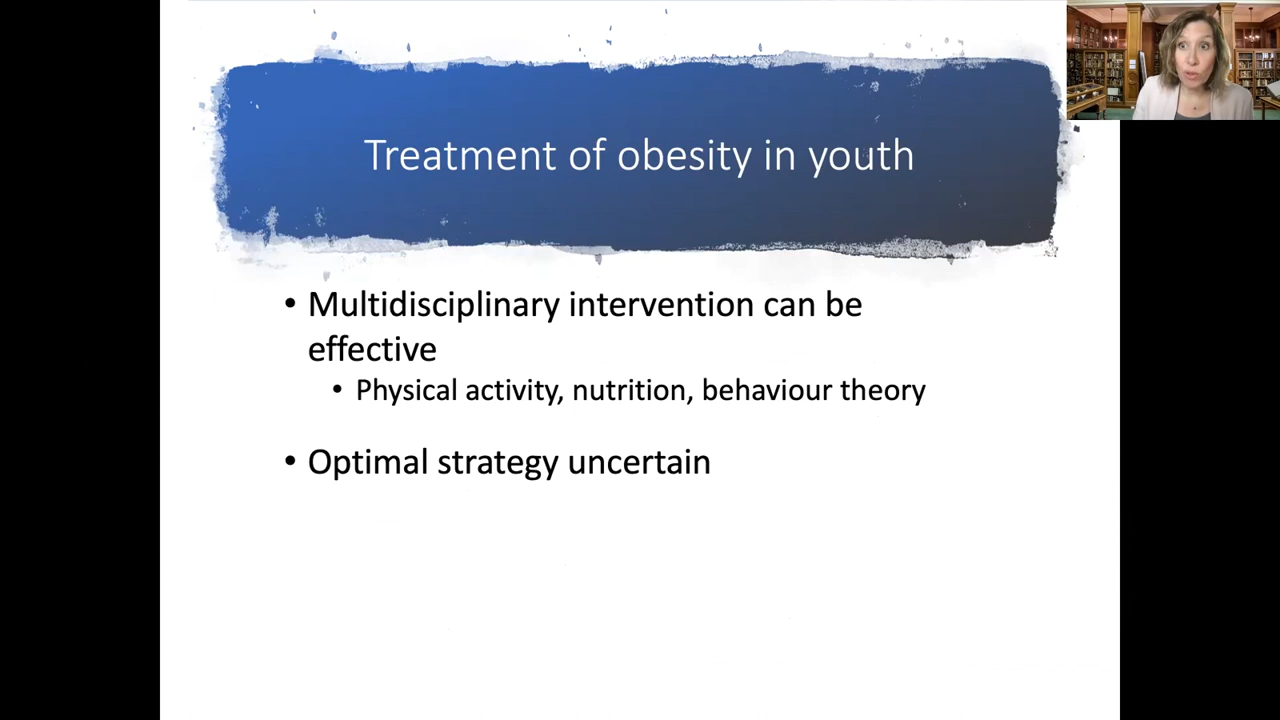 Treatment of obesity in youth
• Multidisciplinary intervention can be
effective
• Physical activity, nutrition, behaviour theory
• Optimal strategy uncertain